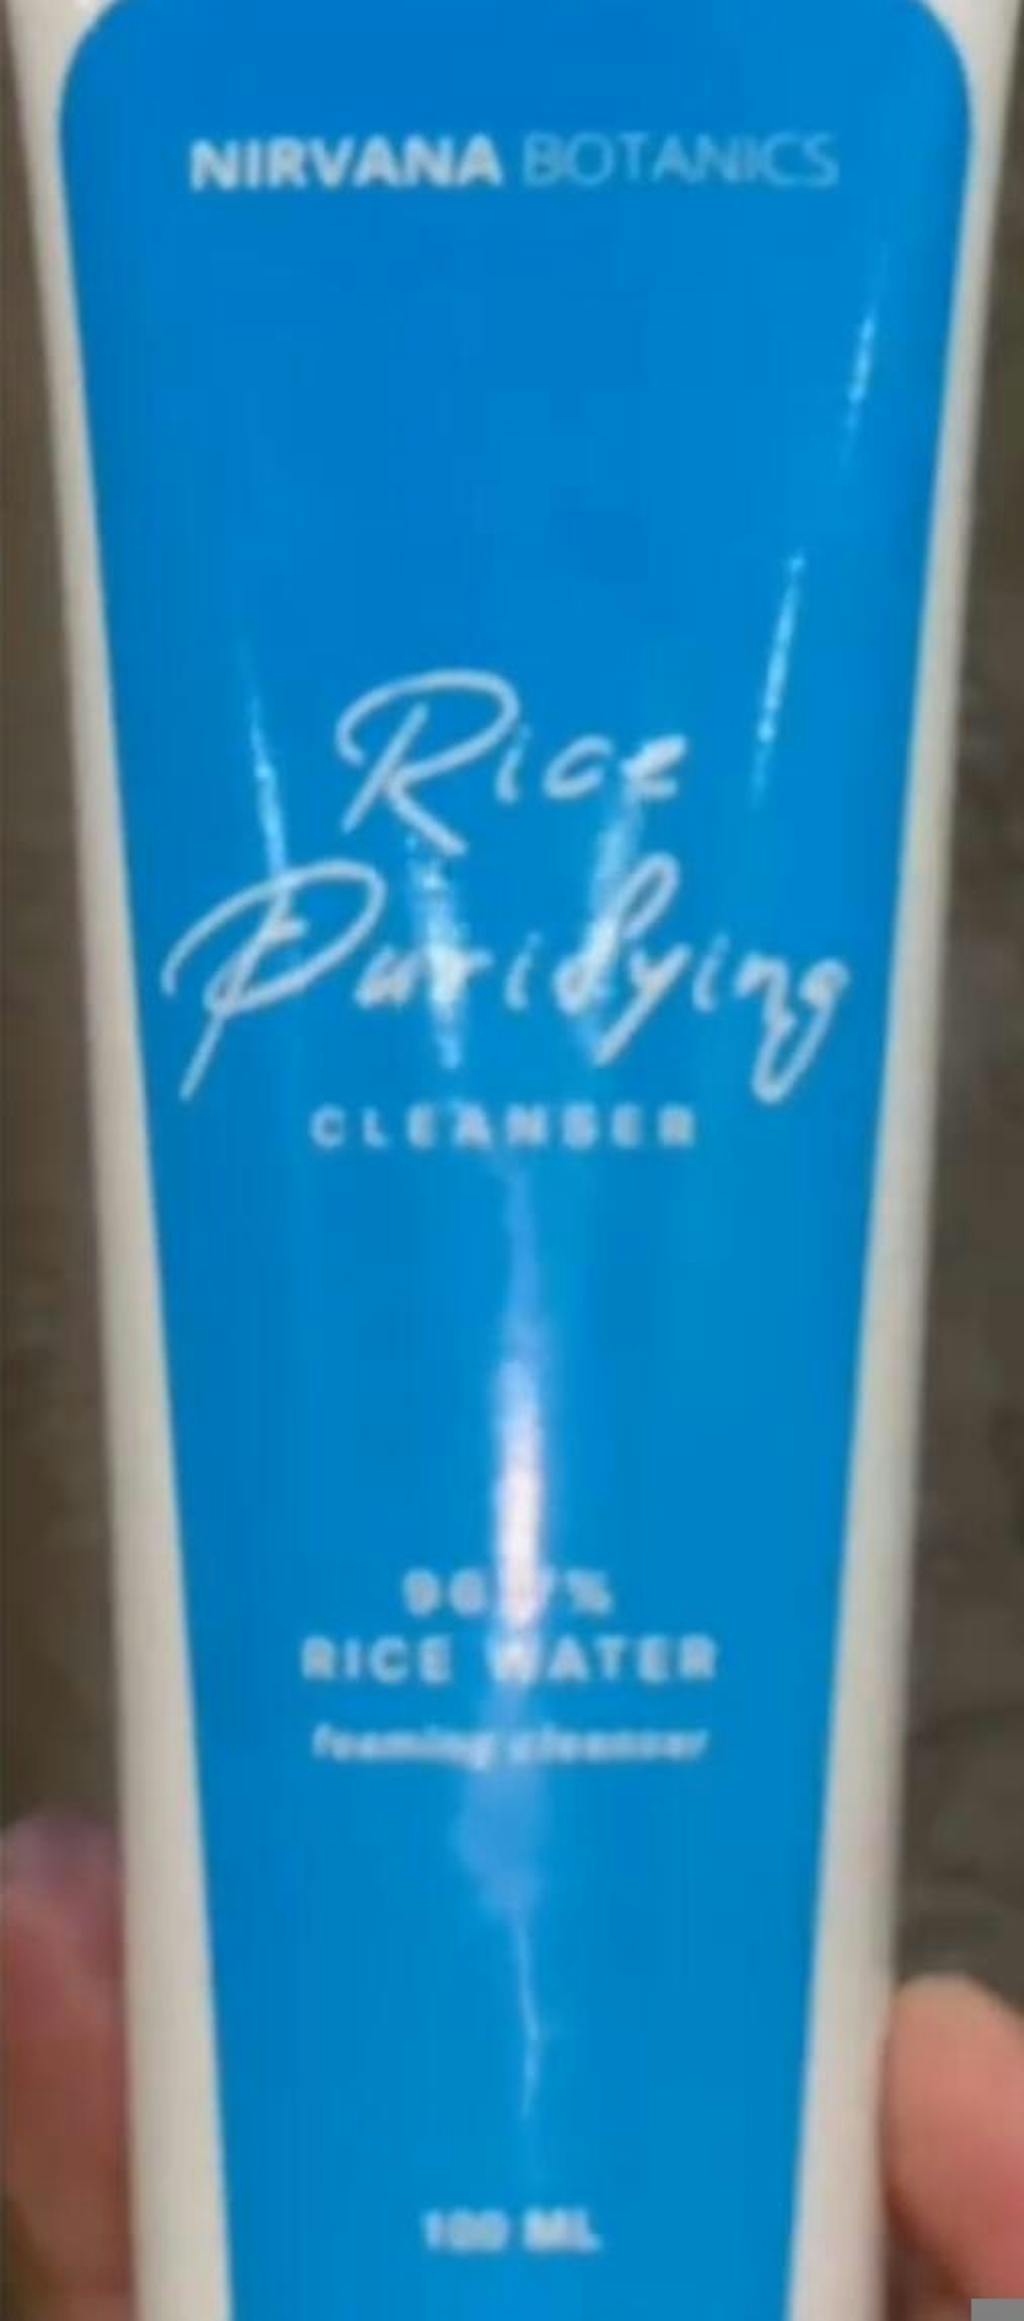 NIRVANA BOTANICS
Rice
Purifying
CLEANSER
RICE WATER
foaming cleanser
100 ML